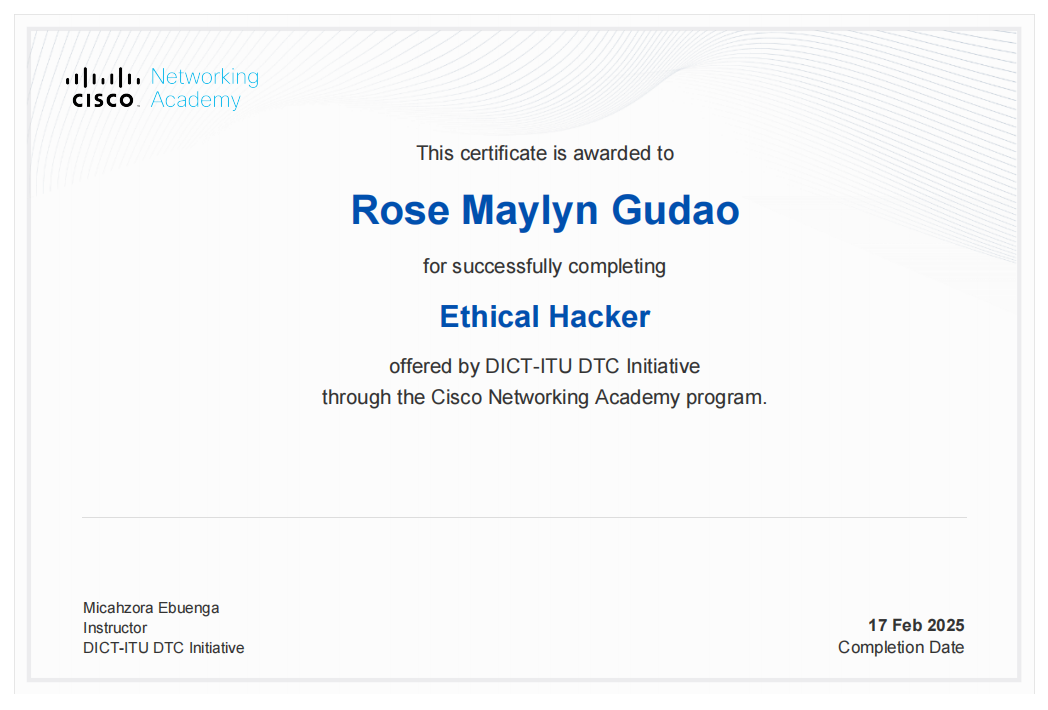 Networking
CISCO Academy
This certificate is awarded to
Rose Maylyn Gudao
for successfully completing
Ethical Hacker
offered by DICT-ITU DTC Initiative
through the Cisco Networking Academy program.
Micahzora Ebuenga
Instructor
DICT-ITU DTC Initiative
17 Feb 2025
Completion Date